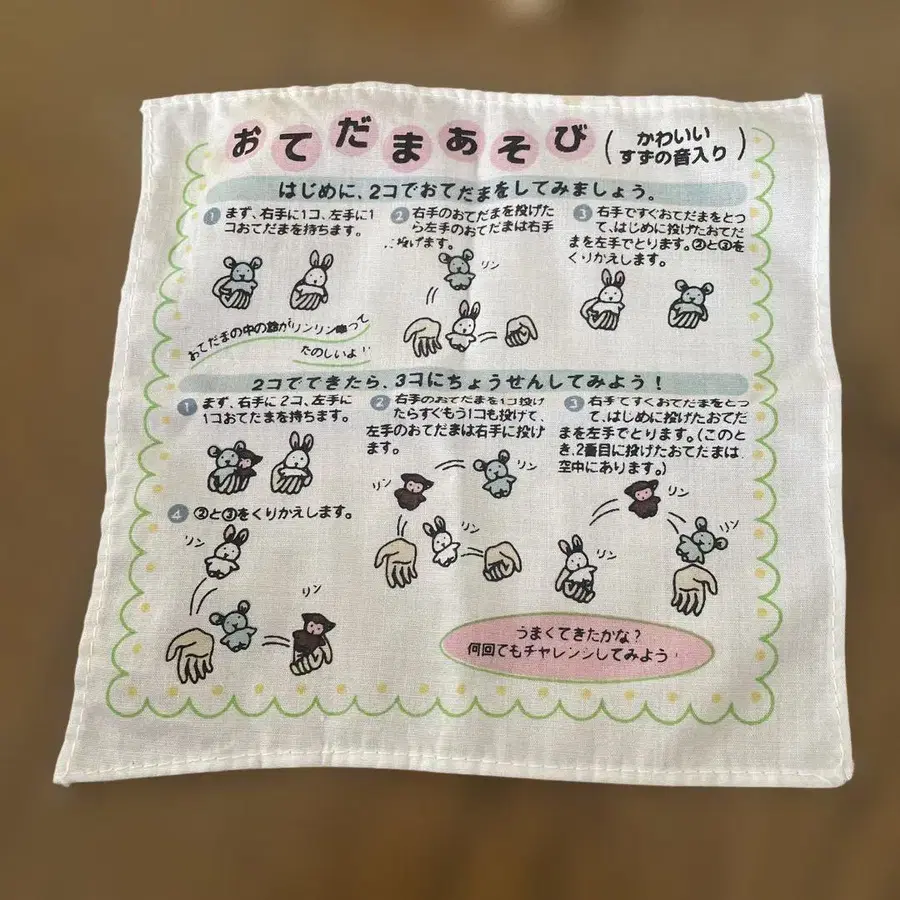 おてだまあそび
(かわいい
すずの音入り)
はじめに、2コでおてだまをしてみましょう。
1 まず、右手に1コ、左手に1
コおてだまを持ちます。
2 右手のおてだまを投げた
ら左手のおてだまは右手
投げます。
3 右手ですぐおてだまをとっ
て、はじめに投げたおてだ
まを左手でとります。②と③を
くりかえします。
リン
おてだまの中の鈴がリンリン鳴って
たのしいよ!!
2コでできたら、3コにちょうせんしてみよう!
1 まず、右手に2コ、左手に
1コおてだまを持ちます。
2 右手のおてだまを1コ投げ
たらすぐもう1コも投げて、
左手のおてだまは右手に投げ
ます。
3 右手ですぐおてだまをとっ
て、はじめに投げたおてだ
まを左手でとります。(このと
き、2番目に投げたおてだまは
空中にあります。)
リン
リン
リン
リン
リン
4 ②と③をくりかえします。
リン
リン
うまくできたかな?
何回でもチャレンジしてみよう!